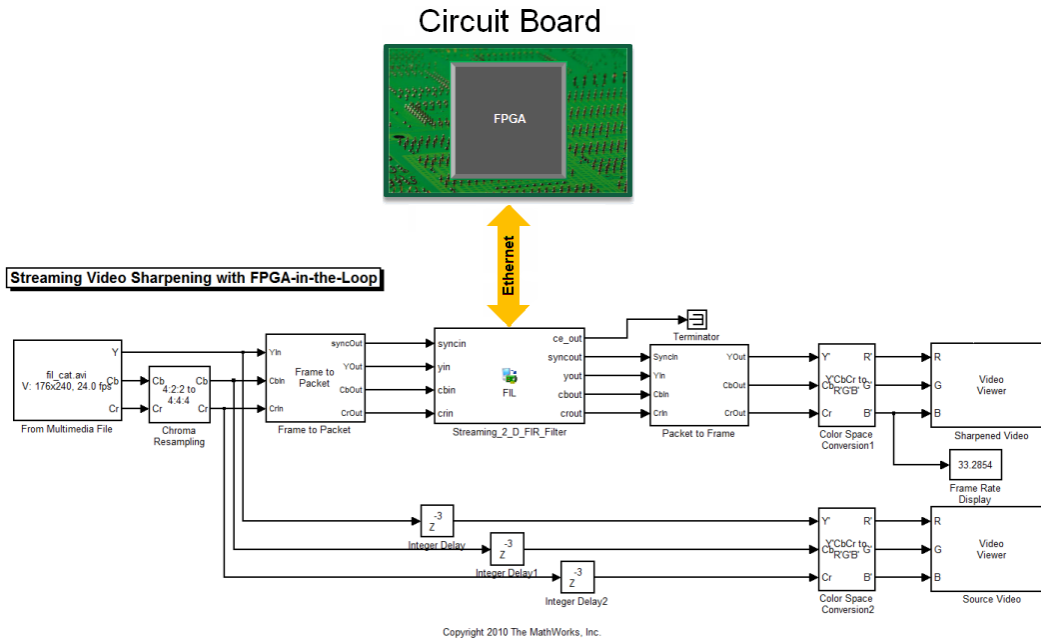 Circuit Board
FPGA
Ethernet
Streaming Video Sharpening with FPGA-in-the-Loop
fil_cat.avi
V: 176x240, 24.0 fps
Y
Cb
Cr
From Multimedia File
Cb
Cr
4:2:2 to
4:4:4
Cb
Cr
Chroma
Resampling
YIn
CbIn
CrIn
Frame to
Packet
syncOut
YOut
CbOut
CrOut
Frame to Packet
syncin
yin
cbin
crin
FIL
ce_out
syncout
yout
cbout
crout
Streaming_2_D_FIR_Filter
Terminator
SyncIn
YIn
CbIn
CrIn
YOut
CbOut
CrOut
Packet to Frame
Y'
Cb
Cr
Y'CbCr to
R'G'B'
R'
G'
B'
Color Space
Conversion1
R
G
B
Video
Viewer
Sharpened Video
33.2854
Frame Rate
Display
-3
Z
Integer Delay
-3
Z
Integer Delay1
-3
Z
Integer Delay2
Y'
Cb
Cr
Y'CbCr to
R'G'B'
R'
G'
B'
Color Space
Conversion2
R
G
B
Video
Viewer
Source Video
Copyright 2010 The MathWorks, Inc.